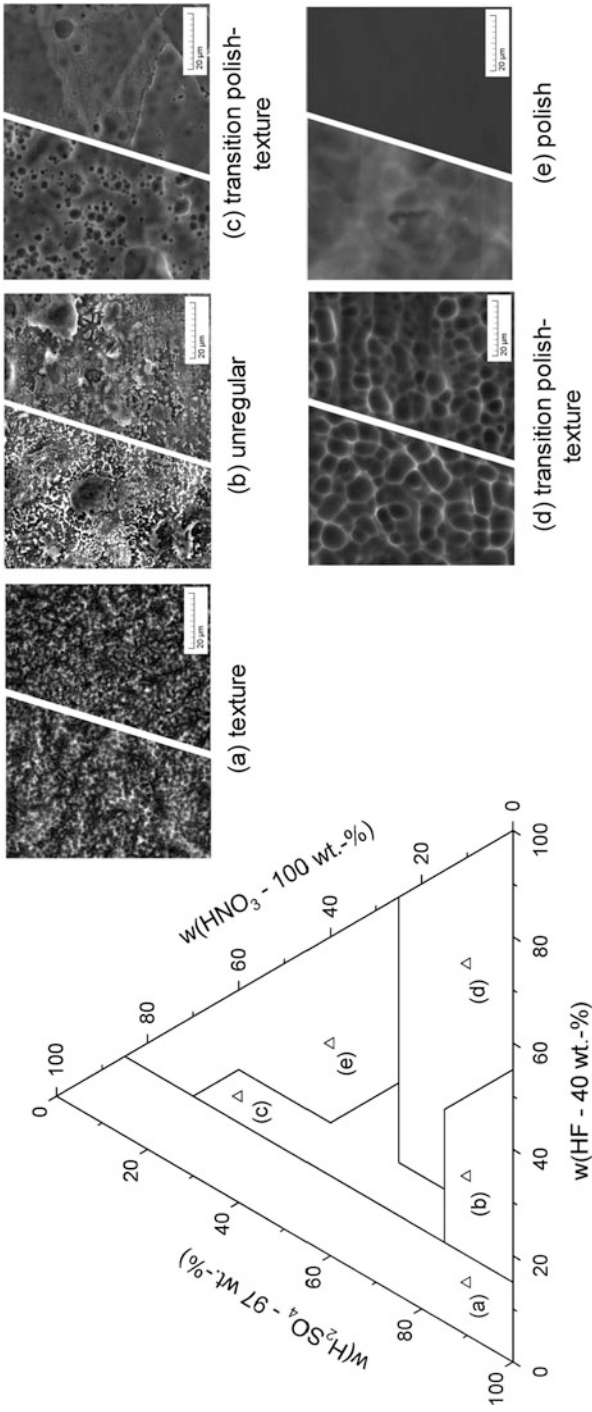 100
80
60
40
20
0
w(HNO3 - 100 wt.-%)
0
20
40
60
80
100
w(H2SO4 - 97 wt.-%)
0
20
40
60
80
100
w(HF - 40 wt.-%)
(a)
(b)
(c)
(d)
(e)
20 µm
(a) texture
20 µm
(b) unregular
20 µm
(c) transition polish-
texture
20 µm
(d) transition polish-
texture
20 µm
(e) polish